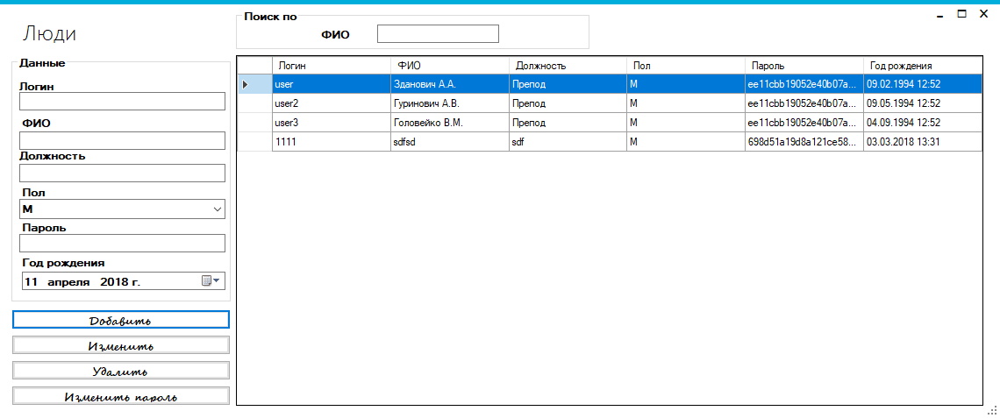 Люди
Данные
Логин
ФИО
Должность
Пол
М
Пароль
Год рождения
11 апреля 2018 г.
Добавить
Изменить
Удалить
Изменить пароль
Поиск по
ФИО
Логин ФИО Должность Пол Пароль Год рождения
user Зданович А.А. Препод М ee11cbb19052e40b07a... 09.02.1994 12:52
user2 Гуринович А.В. Препод М ee11cbb19052e40b07a... 09.05.1994 12:52
user3 Головейко В.М. Препод М ee11cbb19052e40b07a... 04.09.1994 12:52
1111 sdfsd sdf М 698d51a19d8a121ce58... 03.03.2018 13:31